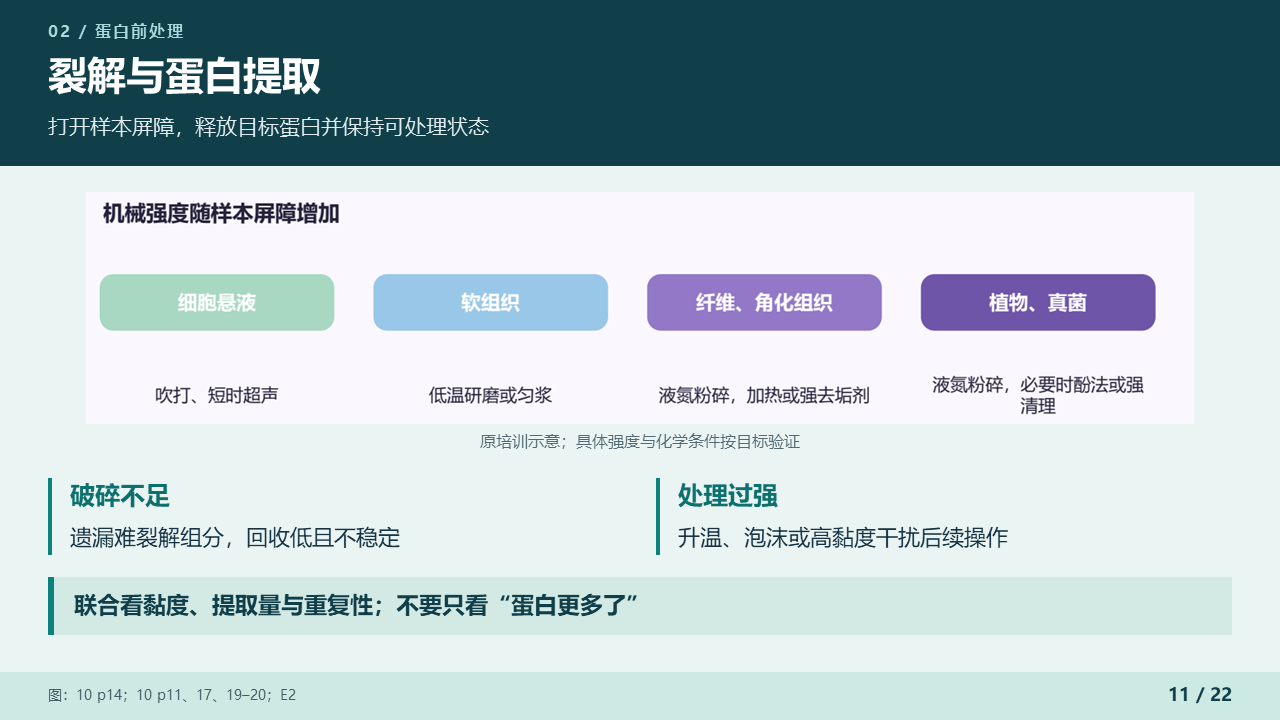 02 / 蛋白前处理
裂解与蛋白提取
打开样本屏障，释放目标蛋白并保持可处理状态
机械强度随样本屏障增加
细胞悬液
软组织
纤维、角化组织
植物、真菌
吹打、短时超声
低温研磨或匀浆
液氮粉碎，加热或强去垢剂
液氮粉碎，必要时酚法或强
清理
原培训示意；具体强度与化学条件按目标验证
破碎不足
遗漏难裂解组分，回收低且不稳定
处理过强
升温、泡沫或高黏度干扰后续操作
联合看黏度、提取量与重复性；不要只看“蛋白更多了”
图：10 p14；10 p11、17、19–20；E2
11 / 22